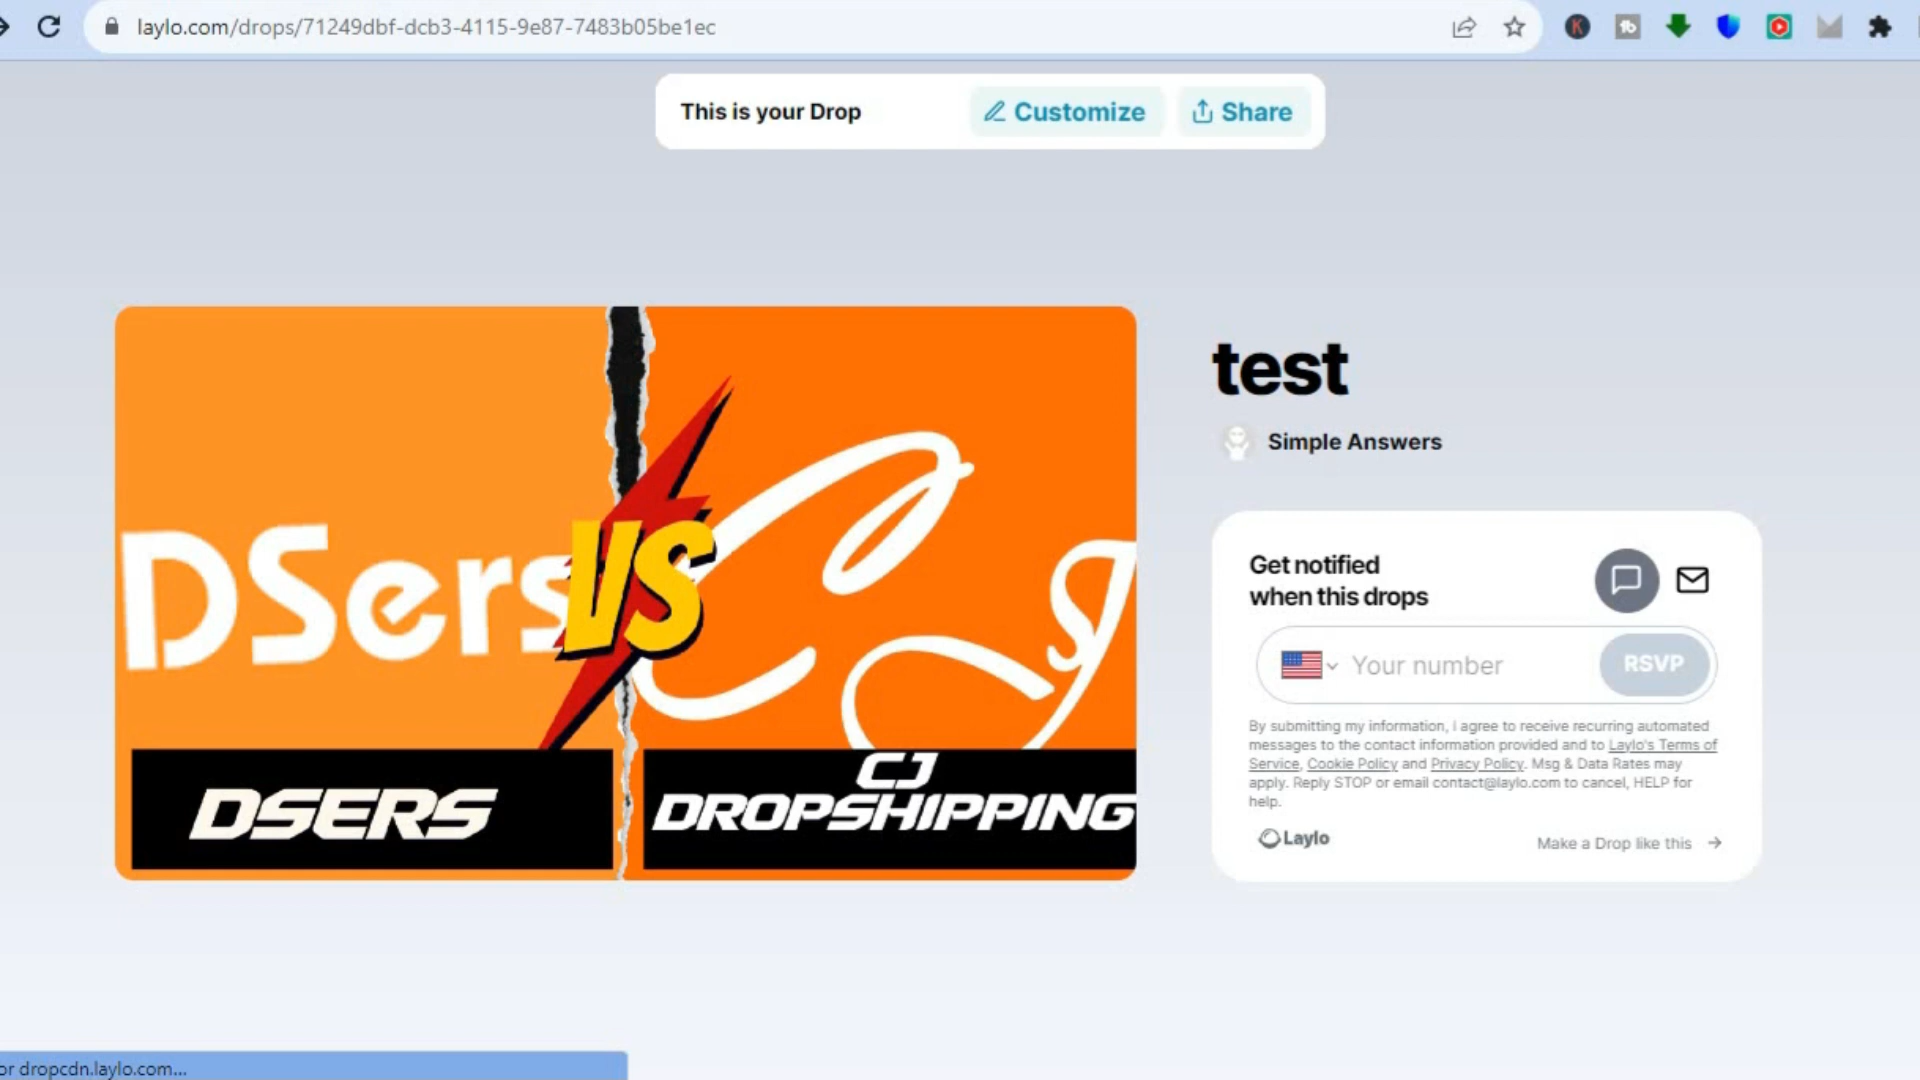 laylo.com/drops/71249dbf-dcb3-4115-9e87-7483b05be1ec
This is your Drop
Customize
Share
DSers
VS
CJ
DSERS
CJ
DROPSHIPPING
test
Simple Answers
Get notified
when this drops
Your number
RSVP
By submitting my information, I agree to receive recurring automated
messages to the contact information provided and to Laylo's Terms of
Service, Cookie Policy and Privacy Policy. Msg & Data Rates may
apply. Reply STOP or email contact@laylo.com to cancel, HELP for
help.
Laylo
Make a Drop like this
or dropcdn.laylo.com...